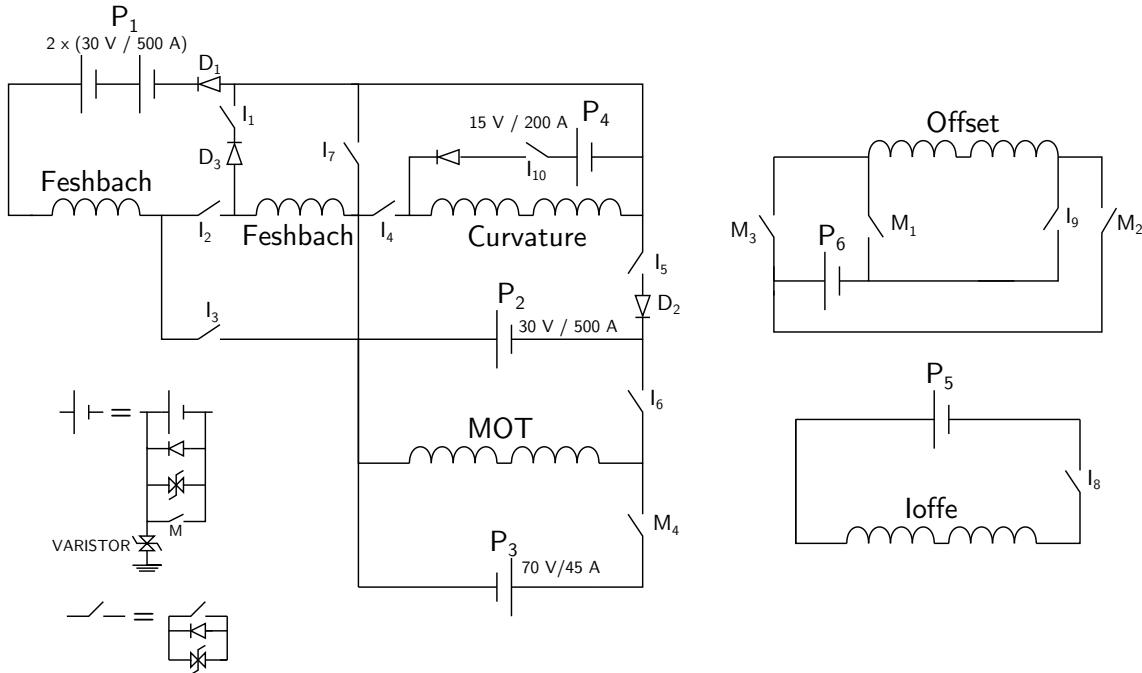 P1
2 x (30 V / 500 A)
D1
I1
D3
I7
15 V / 200 A
P4
I10
Feshbach
I2
Feshbach
I4
Curvature
I5
D2
I3
P2
30 V / 500 A
I6
MOT
M4
P3
70 V/45 A
=
M
VARISTOR
=
Offset
M3
P6
M1
I9
M2
P5
I8
Ioffe